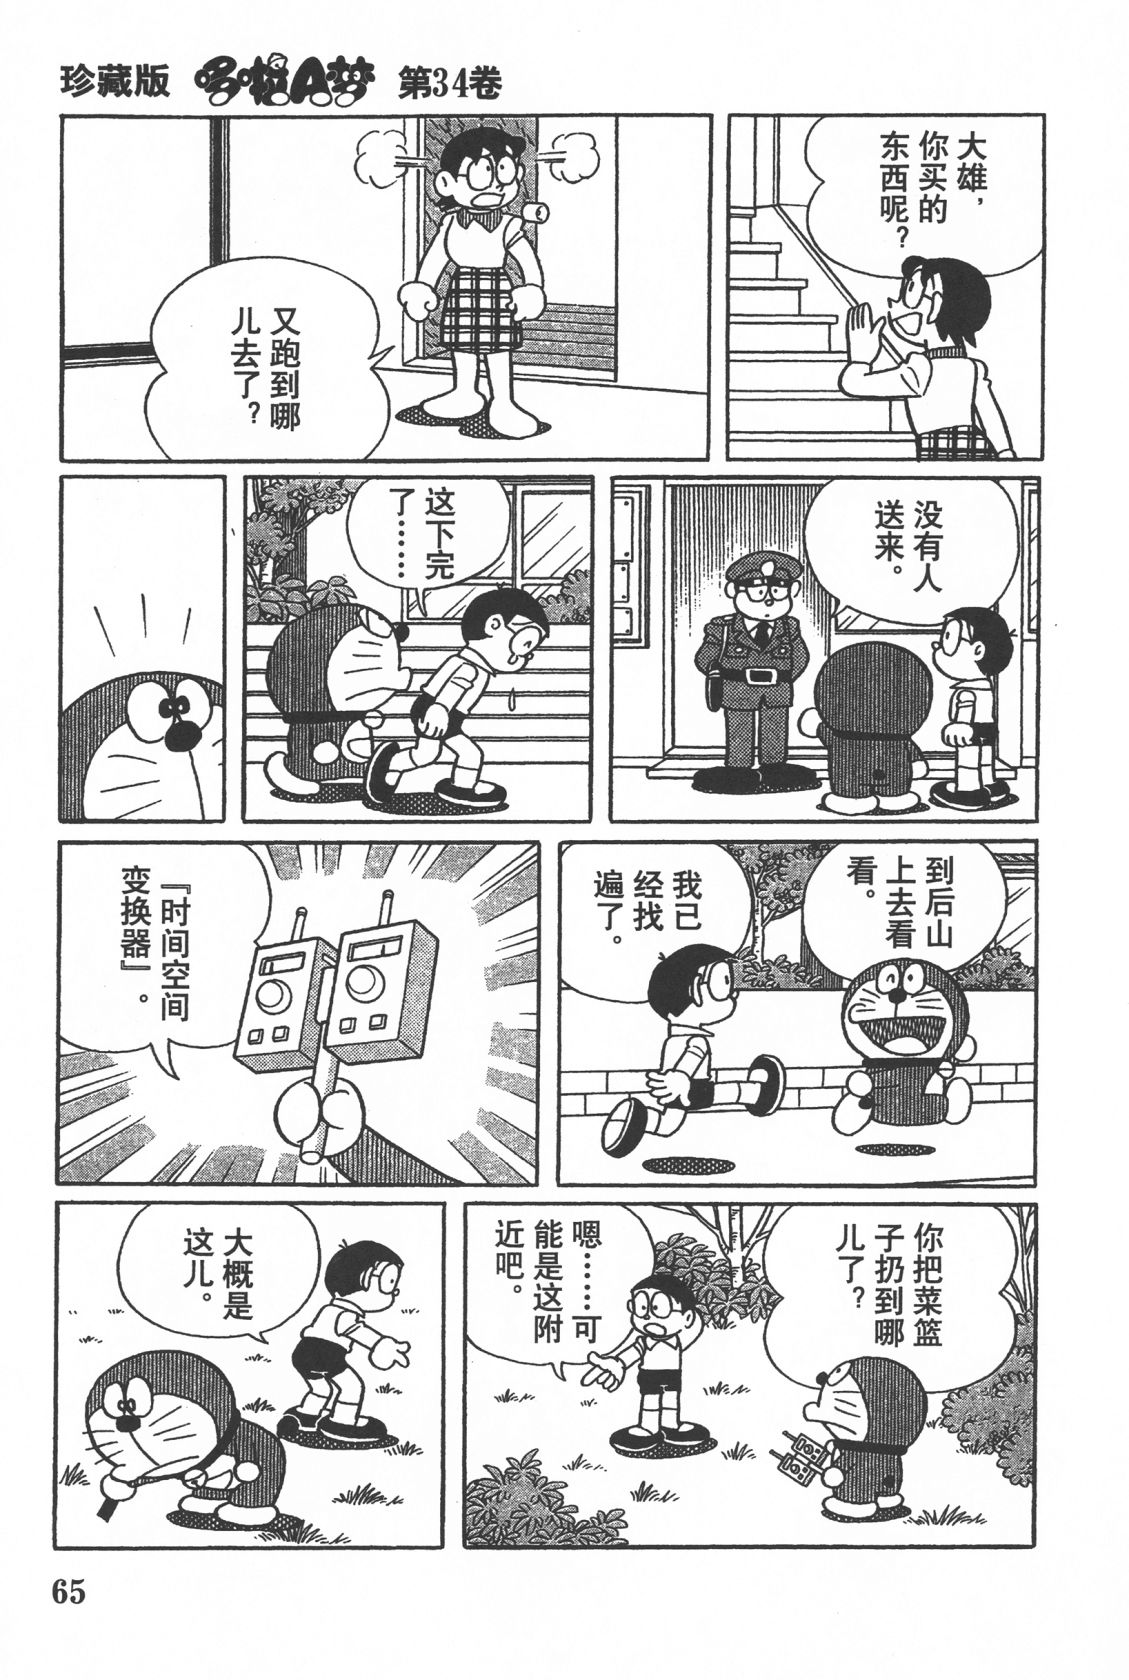 珍藏版 哆啦A梦 第34卷
大雄，
你买的
东西呢？
又跑到哪
儿去了？
没有人
送来。
这下完
了……
到后山
上去看
看。
我已
经找
遍了。
『时间空间
变换器』。
你把菜篮
子扔到哪
儿了？
嗯……可
能是这附
近吧。
大概是
这儿。
65